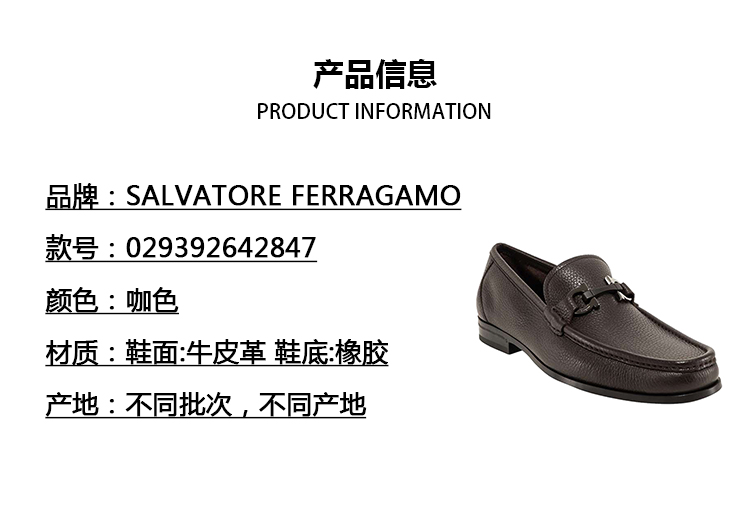 产品信息
PRODUCT INFORMATION
品牌：SALVATORE FERRAGAMO
款号：029392642847
颜色：咖色
材质：鞋面:牛皮革 鞋底:橡胶
产地：不同批次，不同产地